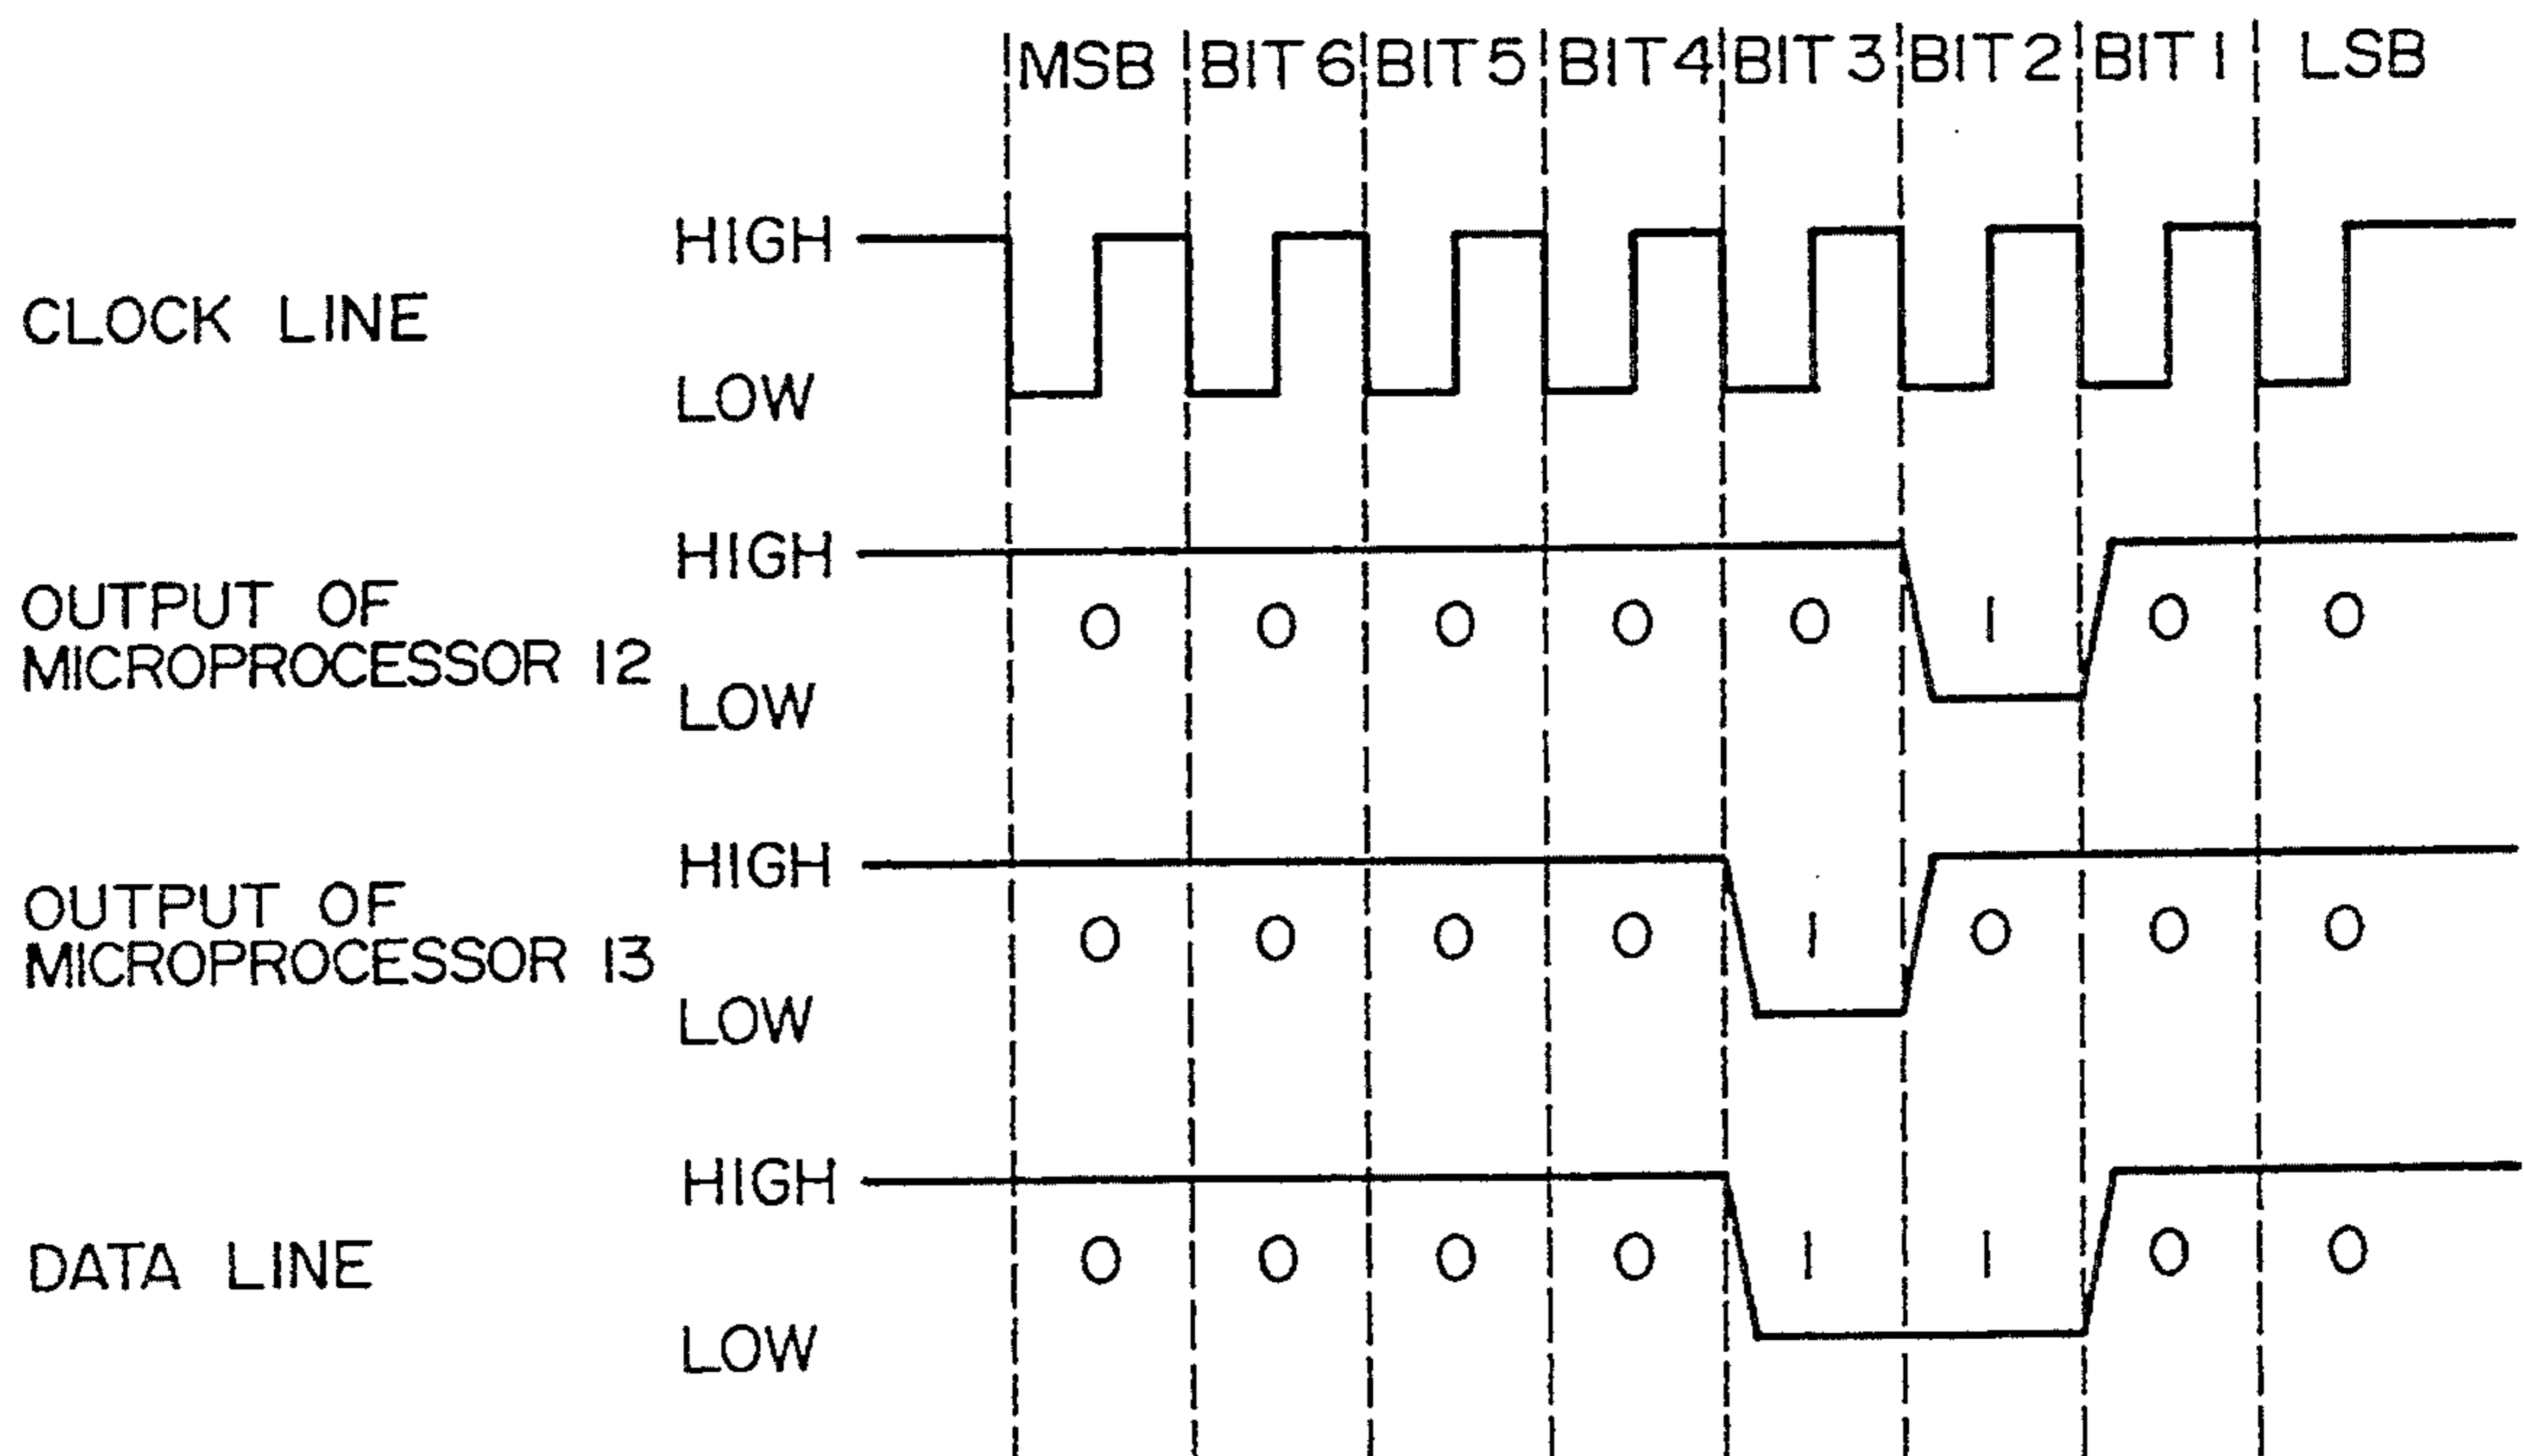 MSB BIT 6 BIT 5 BIT 4 BIT 3 BIT 2 BIT 1 LSB
HIGH
CLOCK LINE
LOW
HIGH
OUTPUT OF
MICROPROCESSOR 12
0 0 0 0 0 1 0 0
LOW
HIGH
OUTPUT OF
MICROPROCESSOR 13
0 0 0 0 1 0 0 0
LOW
HIGH
DATA LINE
0 0 0 0 1 1 0 0
LOW